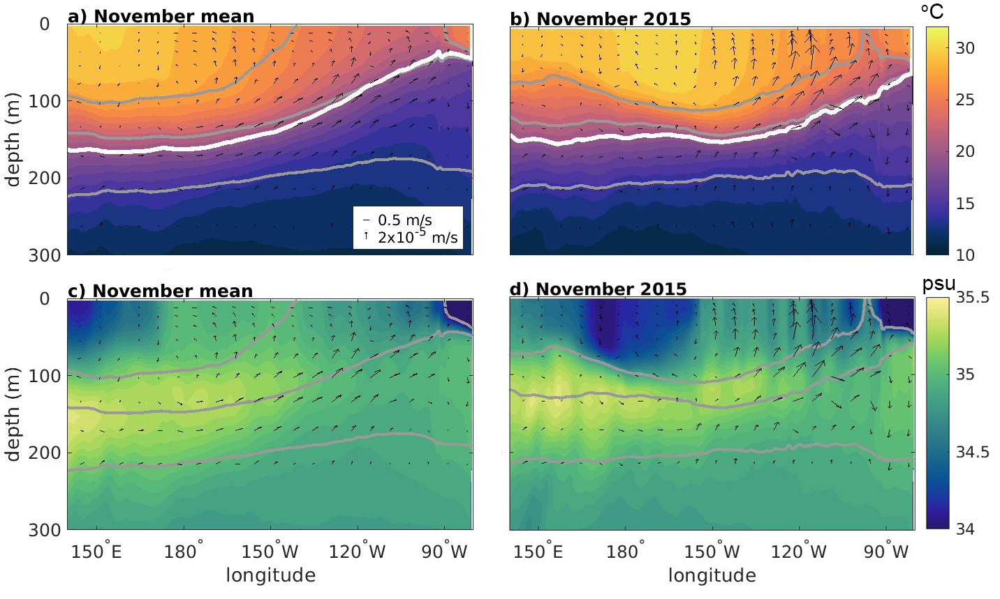 a) November mean
b) November 2015
°C
0
100
200
300
depth (m)
0.5 m/s
2x10-5 m/s
30
25
20
15
10
c) November mean
d) November 2015
psu
0
100
200
300
depth (m)
35.5
35
34.5
34
150°E 180° 150°W 120°W 90°W
longitude
150°E 180° 150°W 120°W 90°W
longitude